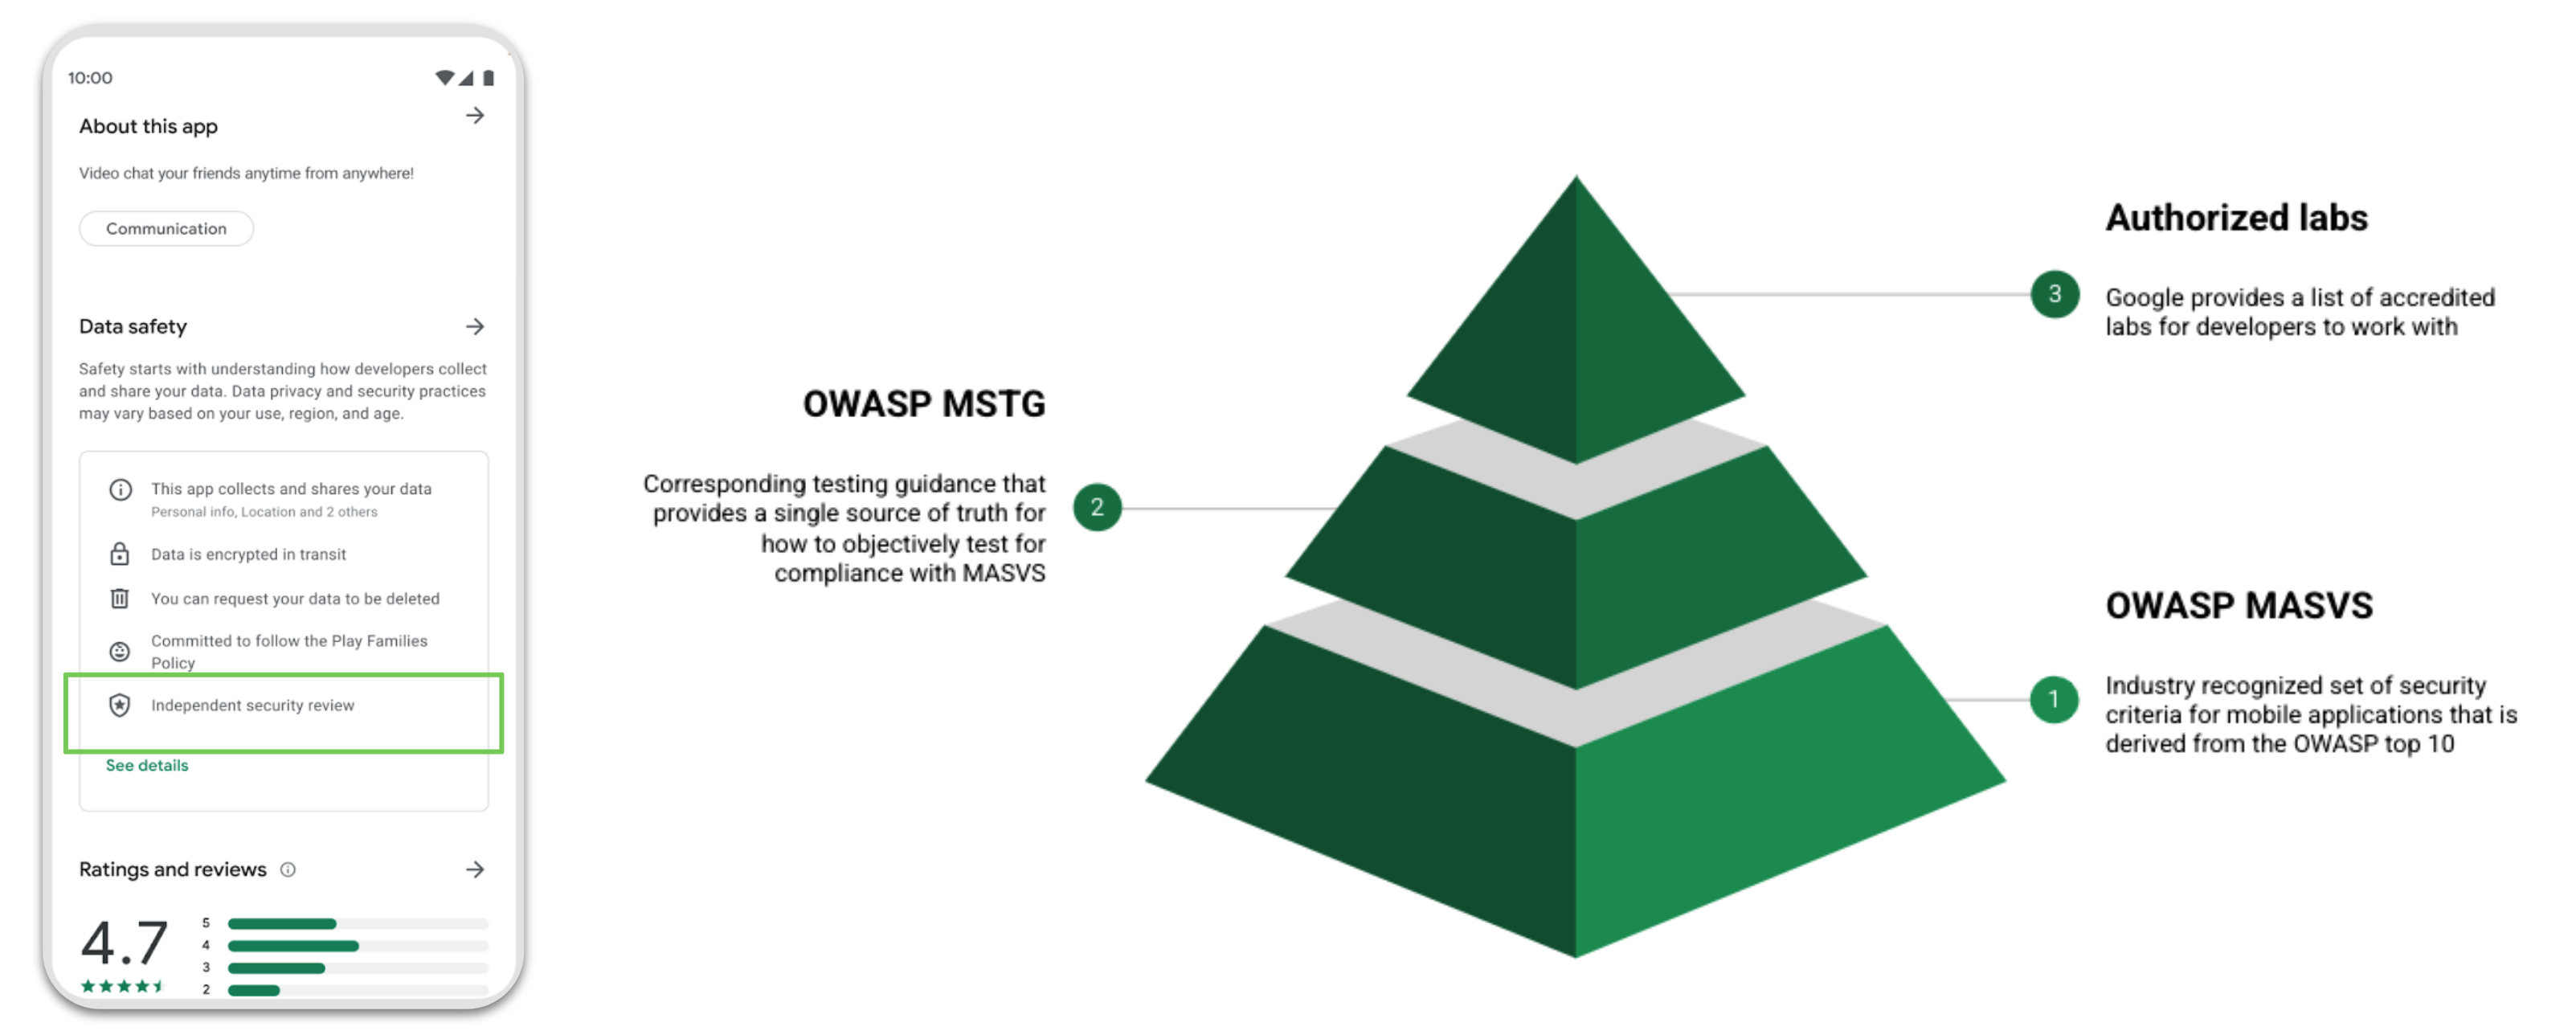 10:00
About this app
Video chat your friends anytime from anywhere!
Communication
Data safety
Safety starts with understanding how developers collect
and share your data. Data privacy and security practices
may vary based on your use, region, and age.
This app collects and shares your data
Personal info, Location and 2 others
Data is encrypted in transit
You can request your data to be deleted
Committed to follow the Play Families
Policy
Independent security review
See details
Ratings and reviews
4.7
5
4
3
2
OWASP MSTG
Corresponding testing guidance that
provides a single source of truth for
how to objectively test for
compliance with MASVS
2
Authorized labs
3
Google provides a list of accredited
labs for developers to work with
OWASP MASVS
1
Industry recognized set of security
criteria for mobile applications that is
derived from the OWASP top 10